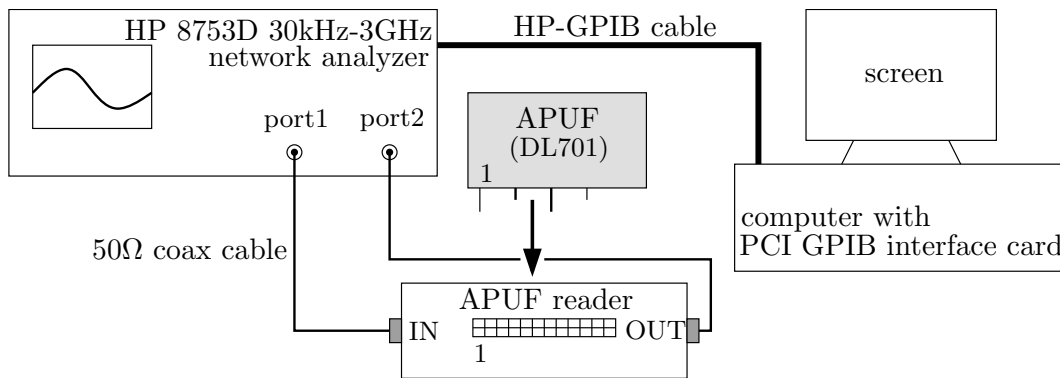 HP 8753D 30kHz-3GHz
network analyzer
port1
port2
HP-GPIB cable
screen
APUF
(DL701)
1
computer with
PCI GPIB interface card
50Ω coax cable
APUF reader
IN
OUT
1